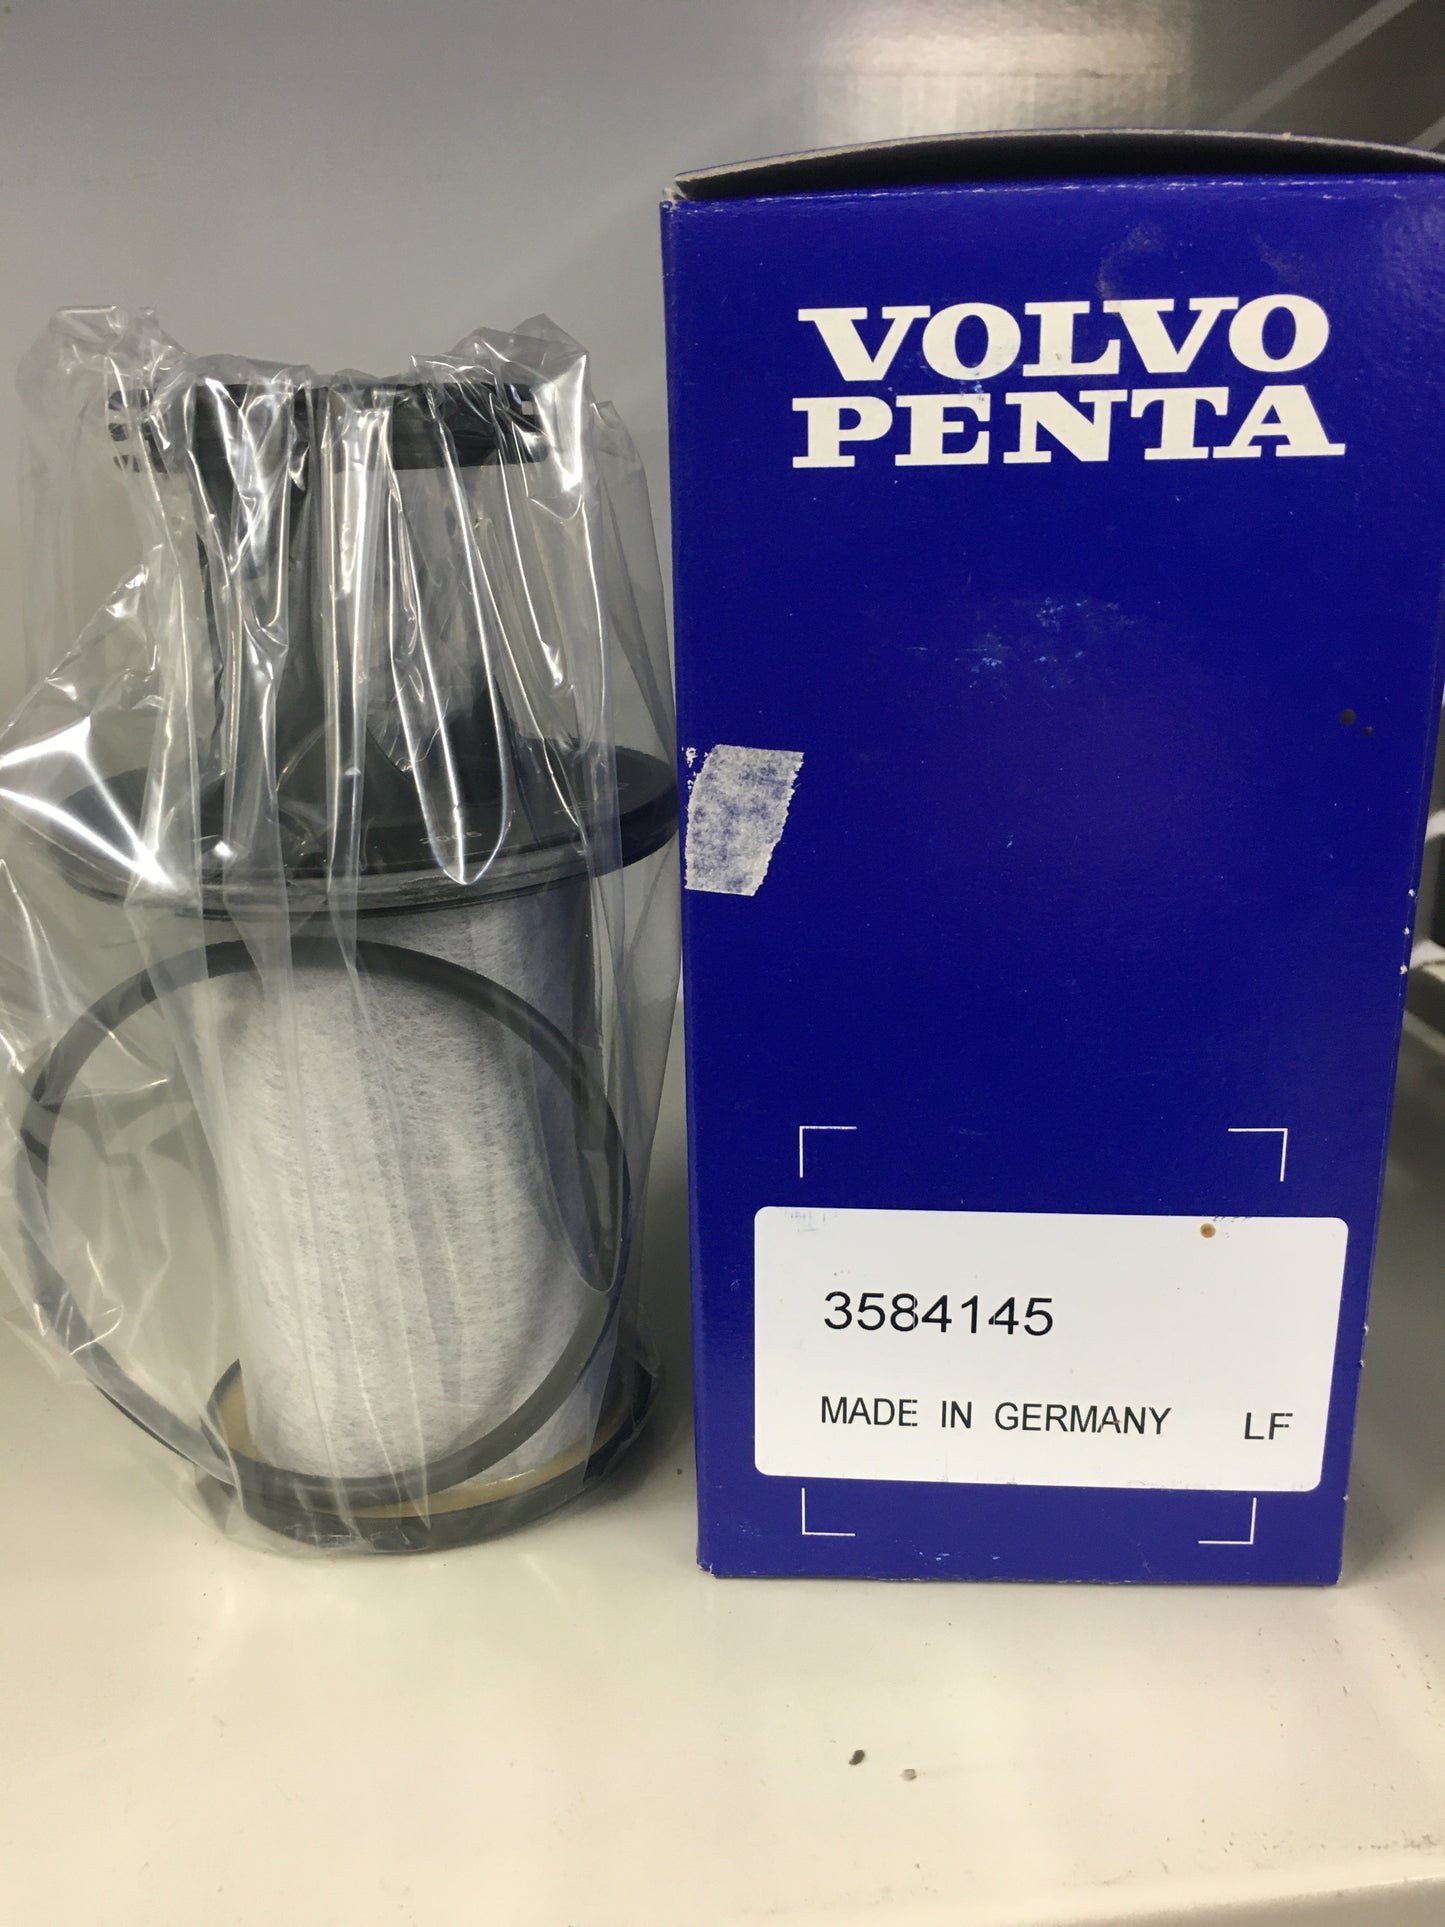 VOLVO
PENTA
3584145
MADE IN GERMANY LF